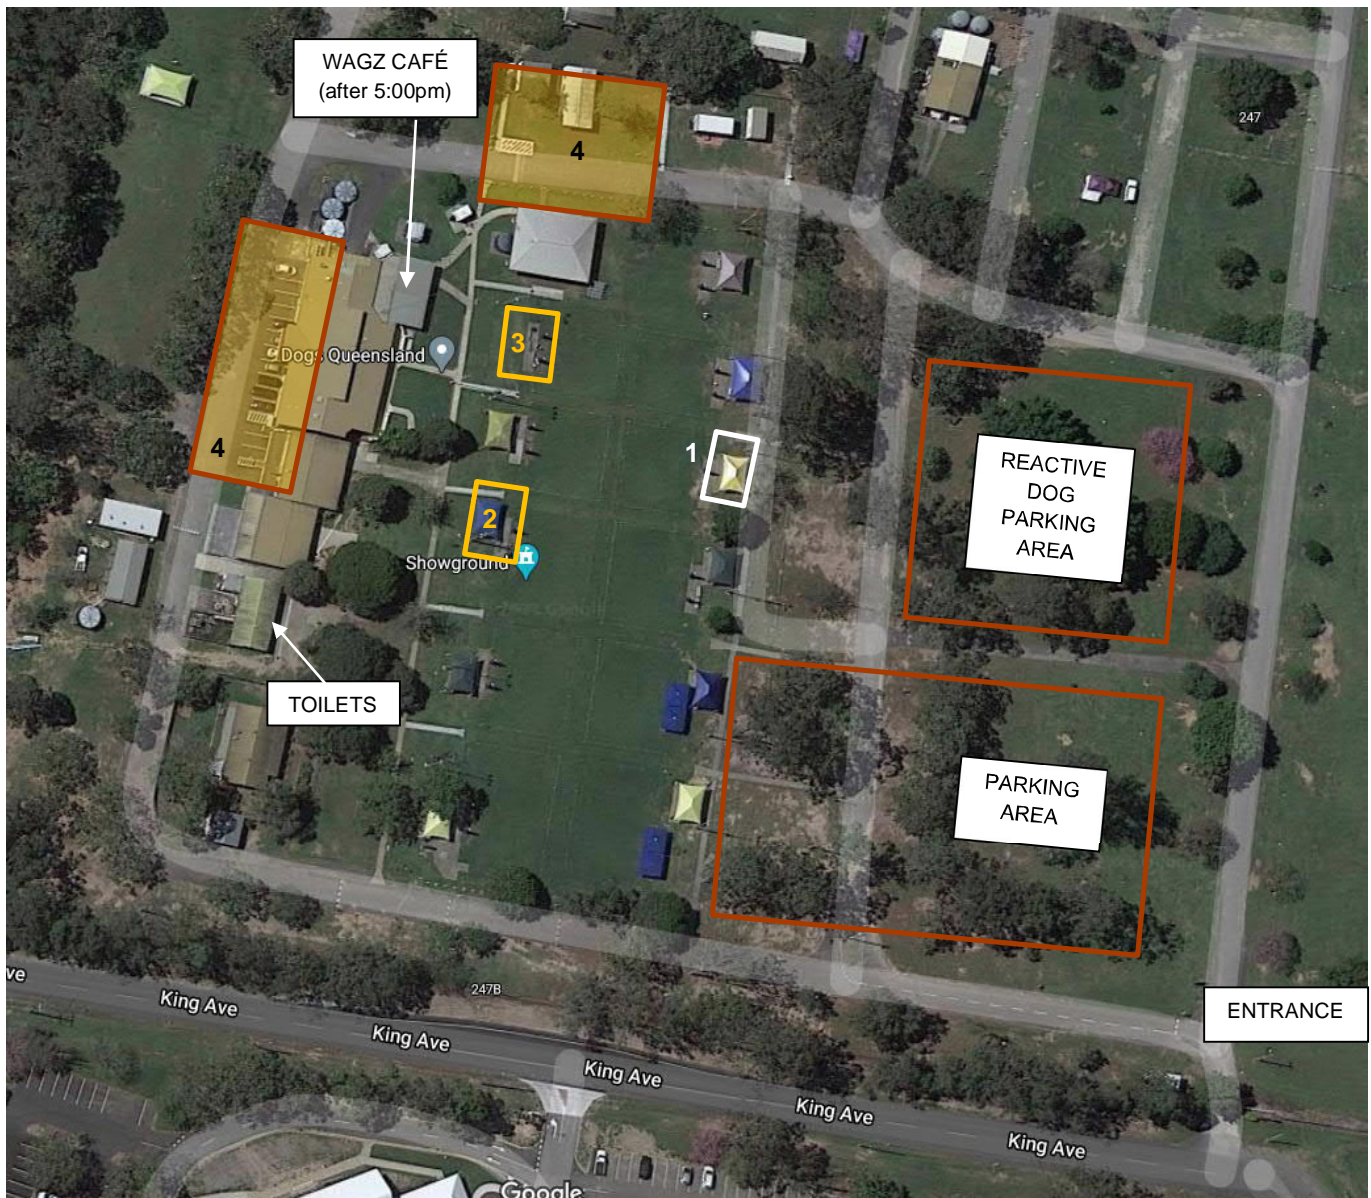 WAGZ CAFÉ
(after 5:00pm)
4
247
3
Dogs Queensland
4
1
REACTIVE
DOG
PARKING
AREA
2
Showground
TOILETS
PARKING
AREA
ENTRANCE
ve
King Ave
247B
King Ave
King Ave
King Ave
King Ave
Google